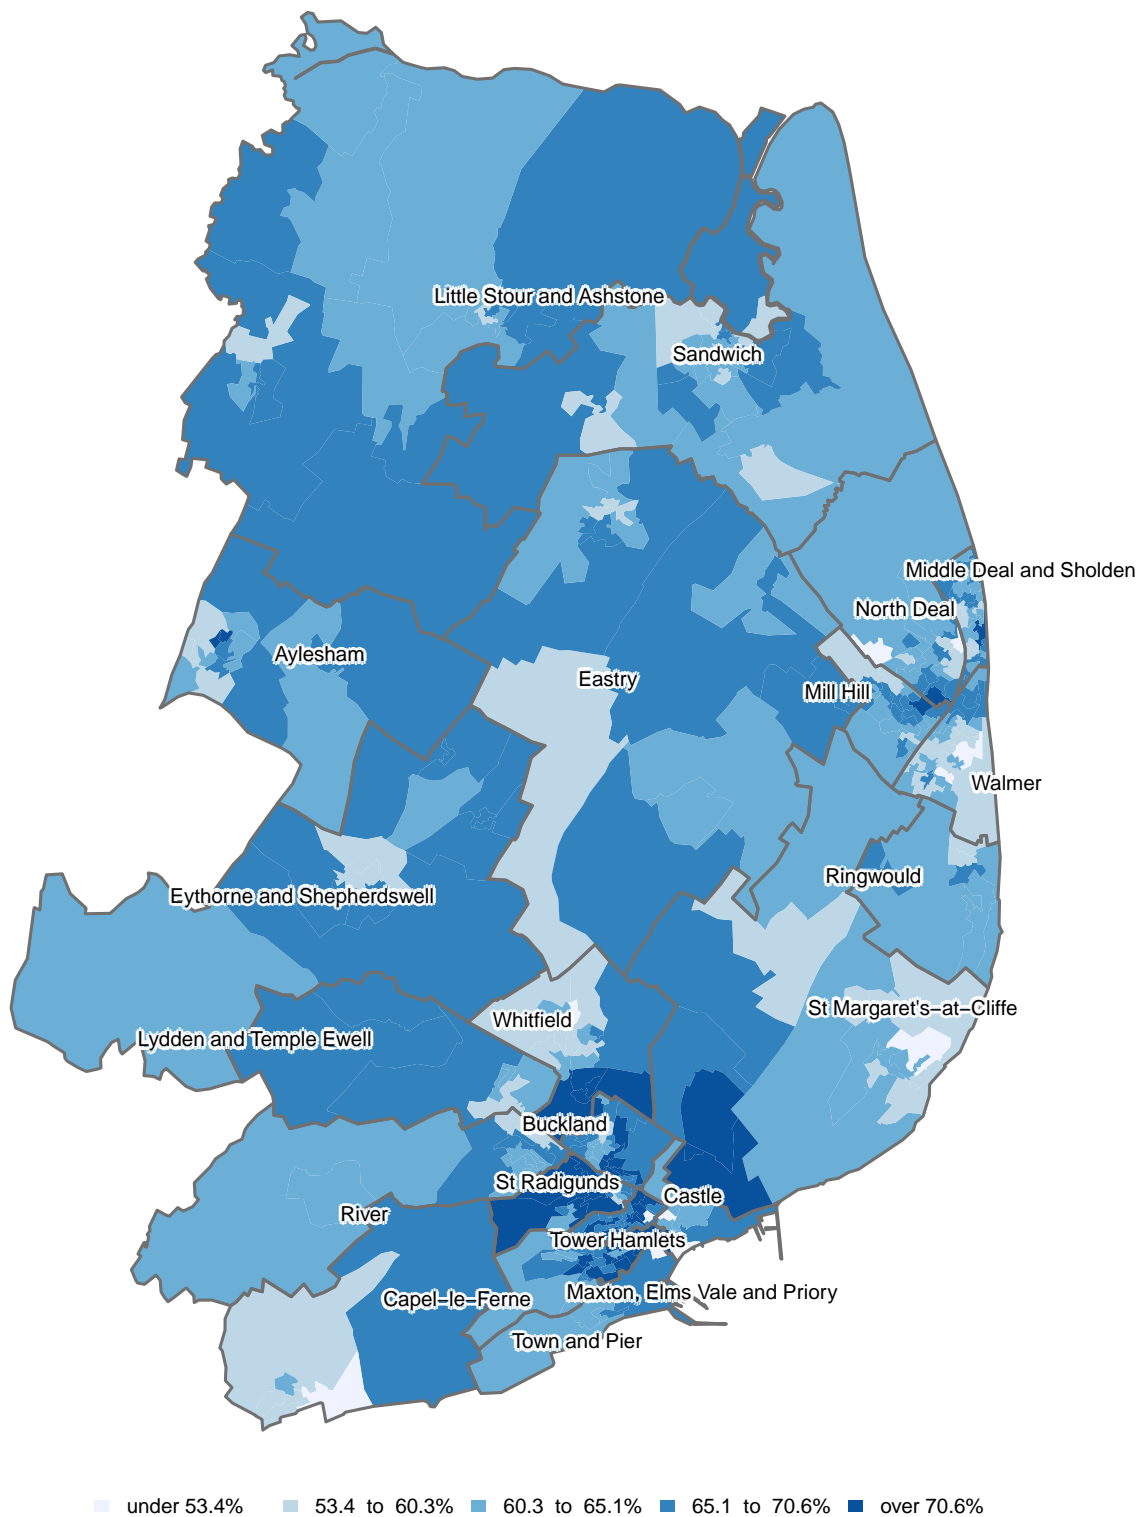 Little Stour and Ashstone
Sandwich
Middle Deal and Sholden
North Deal
Aylesham
Eastry
Mill Hill
Walmer
Ringwould
Eythorne and Shepherdswell
St Margaret's−at−Cliffe
Whitfield
Lydden and Temple Ewell
Buckland
St Radigunds
Castle
River
Tower Hamlets
Maxton, Elms Vale and Priory
Capel−le−Ferne
Town and Pier
under 53.4% 53.4 to 60.3% 60.3 to 65.1% 65.1 to 70.6% over 70.6%